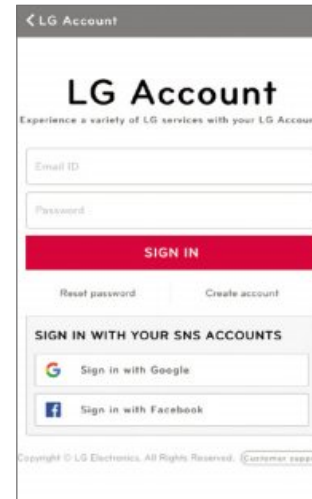 LG Account
LG Account
Experience a variety of LG services with your LG Accoun
Email ID
Password
SIGN IN
Reset password Create account
SIGN IN WITH YOUR SNS ACCOUNTS
Sign in with Google
Sign in with Facebook
Copyright © LG Electronics. All Rights Reserved. Customer supp